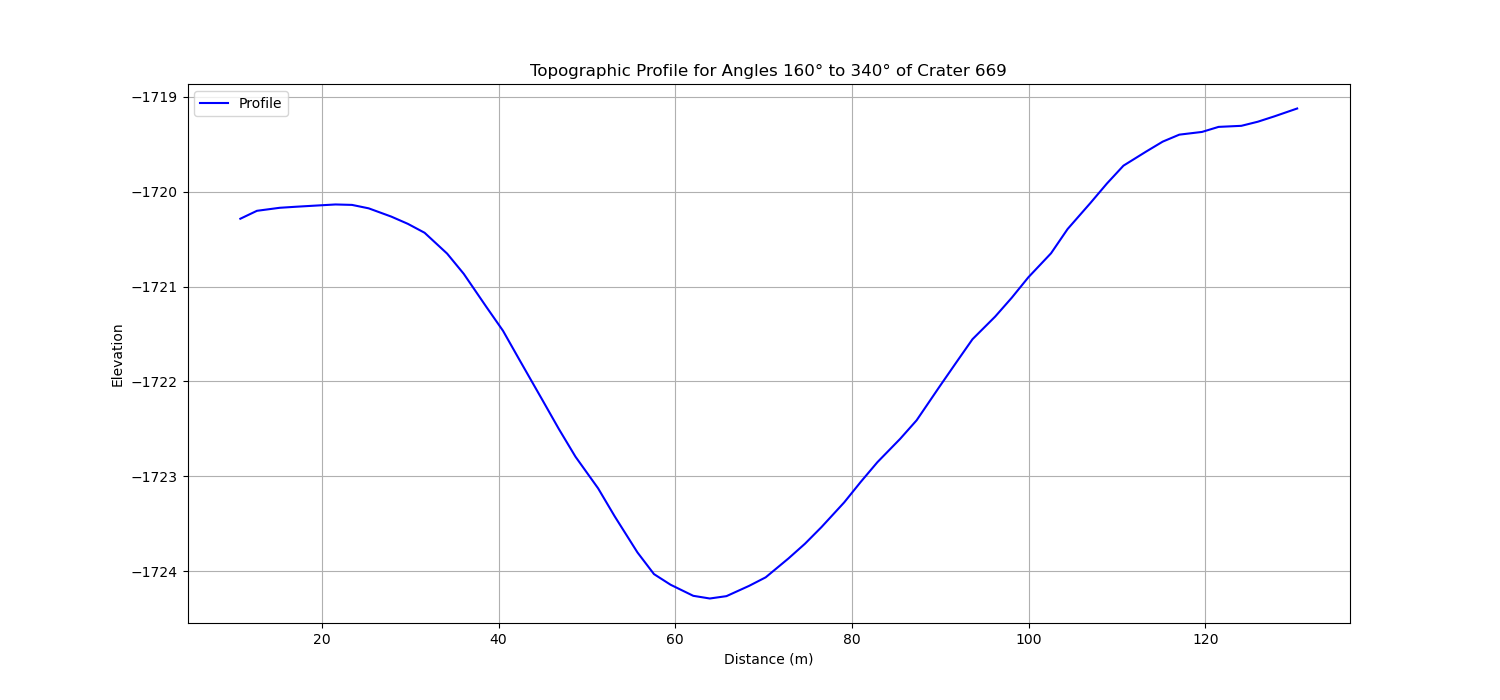 Topographic Profile for Angles 160° to 340° of Crater 669
Profile
−1719
−1720
−1721
−1722
−1723
−1724
Elevation
20 40 60 80 100 120
Distance (m)